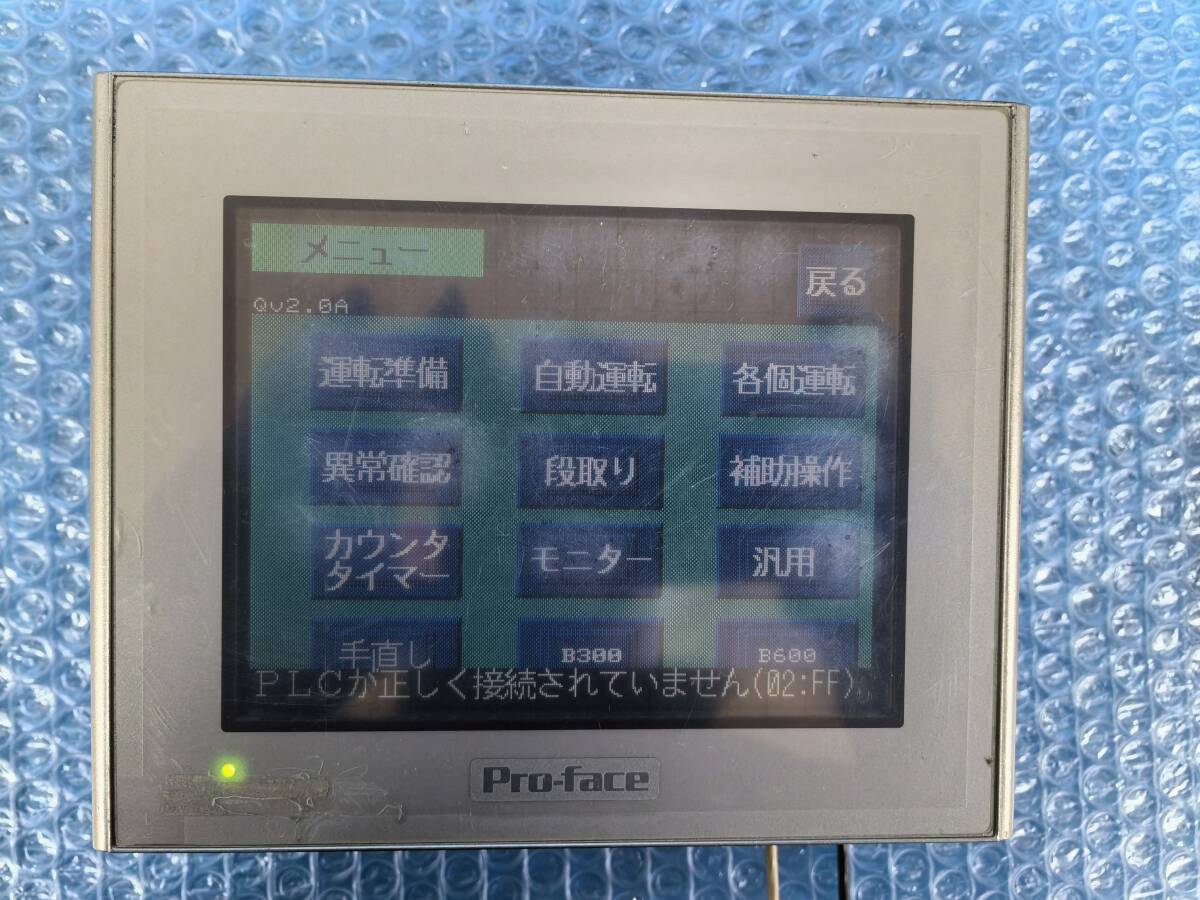 メニュー
戻る
Qv2.0A
運転準備
自動運転
各個運転
異常確認
段取り
補助操作
カウンタ
タイマー
モニター
汎用
手直し
B300
B600
PLCが正しく接続されていません(02:FF)
Pro-face